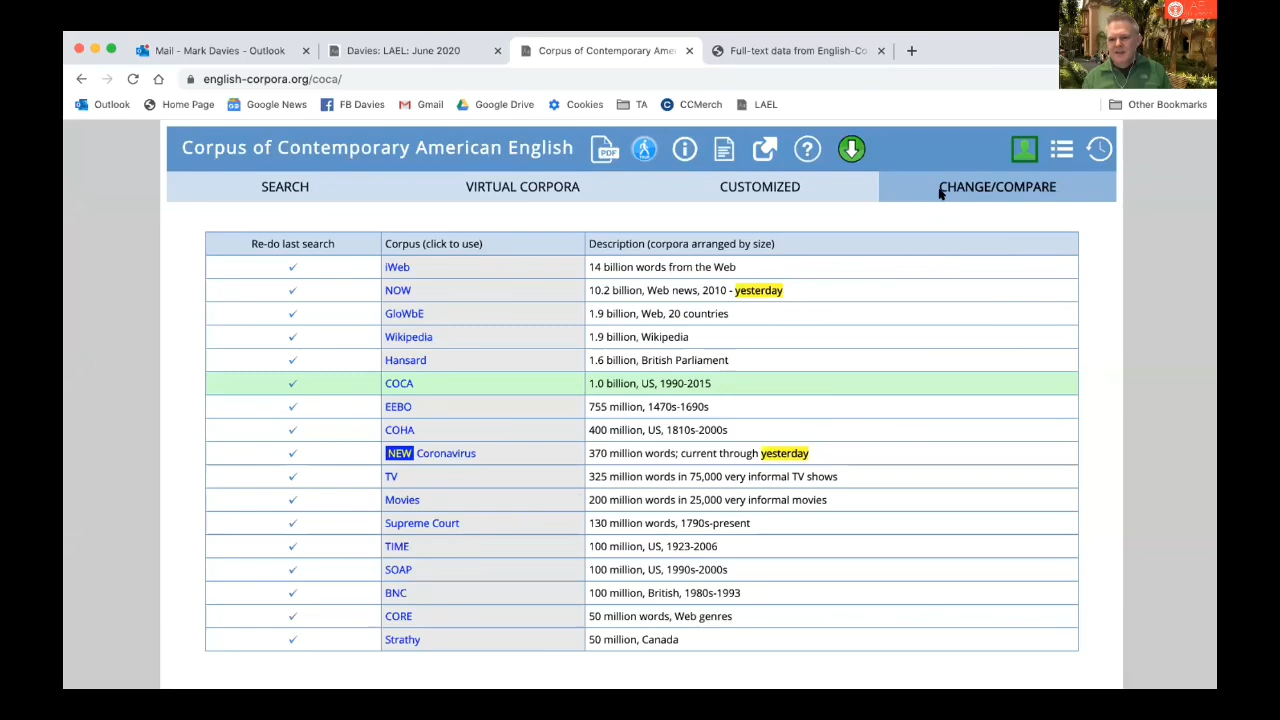 LAEL
Mail - Mark Davies - Outlook
Davies: LAEL: June 2020
Corpus of Contemporary Ame
Full-text data from English-Co
english-corpora.org/coca/
Outlook Home Page Google News FB Davies Gmail Google Drive Cookies TA CCMerch LAEL Other Bookmarks
Corpus of Contemporary American English PDF
SEARCH VIRTUAL CORPORA CUSTOMIZED CHANGE/COMPARE
Re-do last search Corpus (click to use) Description (corpora arranged by size)
iWeb 14 billion words from the Web
NOW 10.2 billion, Web news, 2010 - yesterday
GloWbE 1.9 billion, Web, 20 countries
Wikipedia 1.9 billion, Wikipedia
Hansard 1.6 billion, British Parliament
COCA 1.0 billion, US, 1990-2015
EEBO 755 million, 1470s-1690s
COHA 400 million, US, 1810s-2000s
NEW Coronavirus 370 million words; current through yesterday
TV 325 million words in 75,000 very informal TV shows
Movies 200 million words in 25,000 very informal movies
Supreme Court 130 million words, 1790s-present
TIME 100 million, US, 1923-2006
SOAP 100 million, US, 1990s-2000s
BNC 100 million, British, 1980s-1993
CORE 50 million words, Web genres
Strathy 50 million, Canada